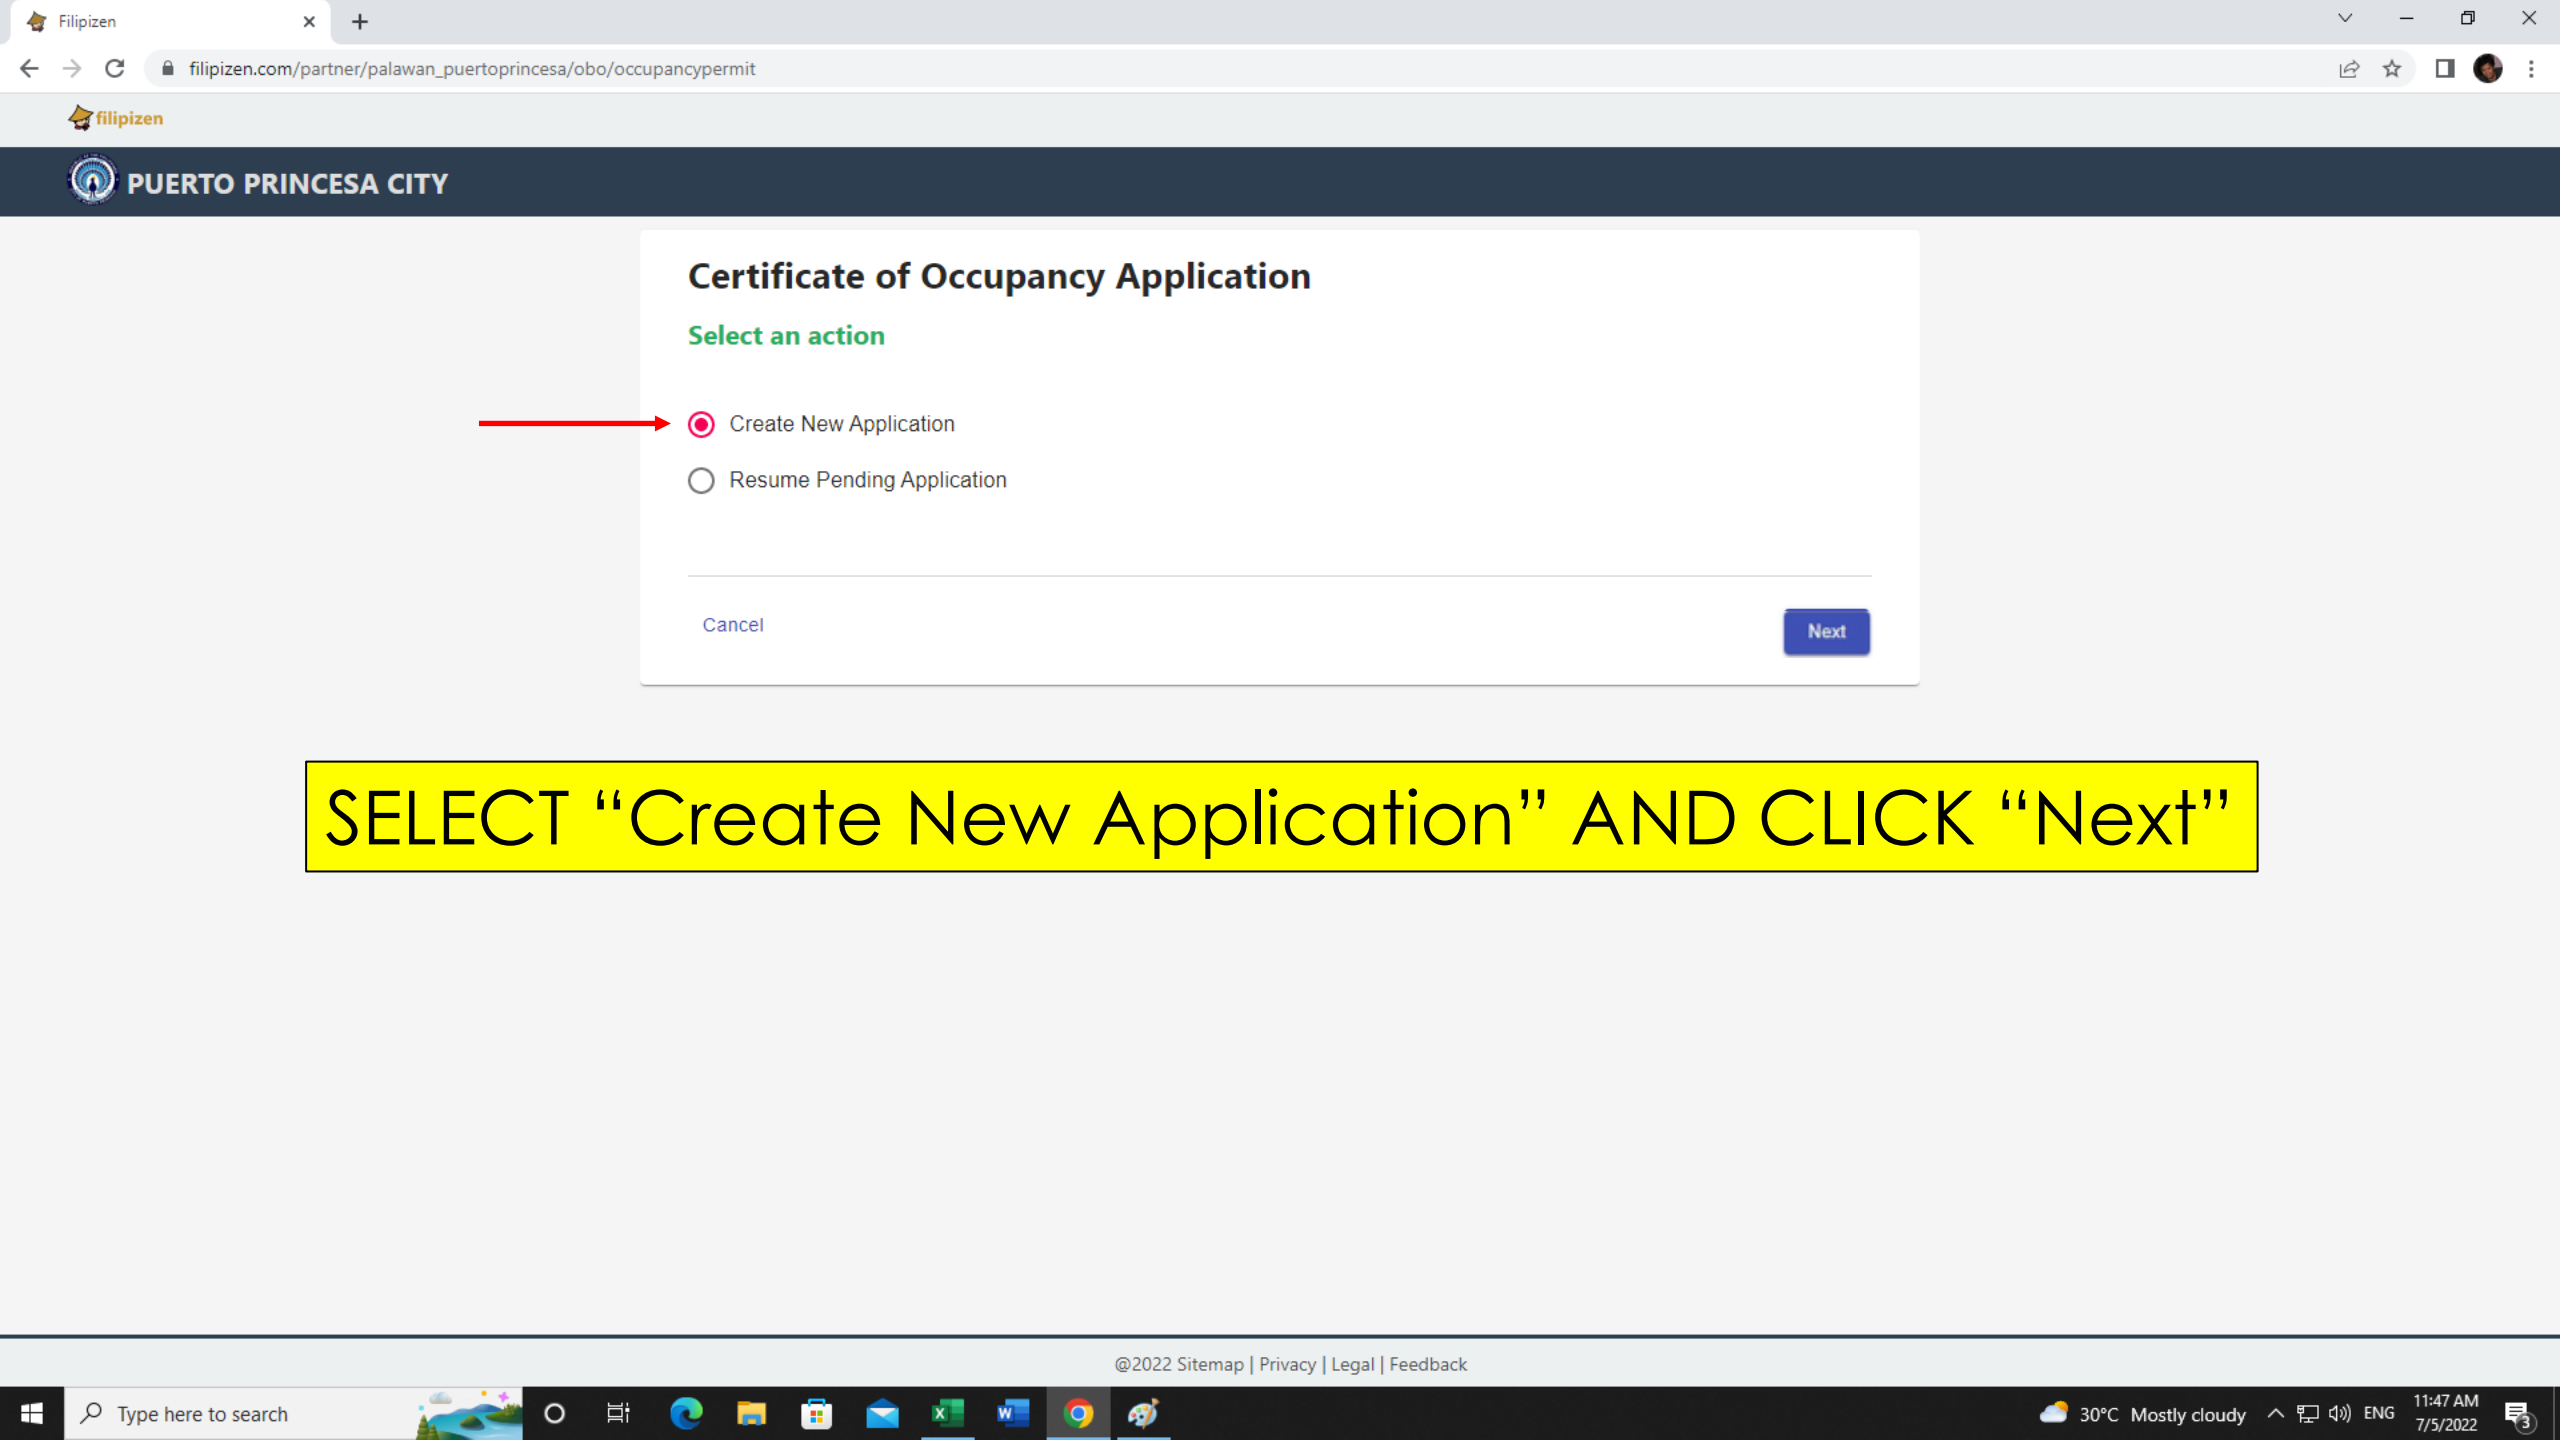 Filipizen
filipizen.com/partner/palawan_puertoprincesa/obo/occupancypermit
filipizen
PUERTO PRINCESA CITY
Certificate of Occupancy Application
Select an action
Create New Application
Resume Pending Application
Cancel
Next
SELECT “Create New Application” AND CLICK “Next”
@2022 Sitemap | Privacy | Legal | Feedback
Type here to search
30°C Mostly cloudy
ENG
11:47 AM
7/5/2022
3